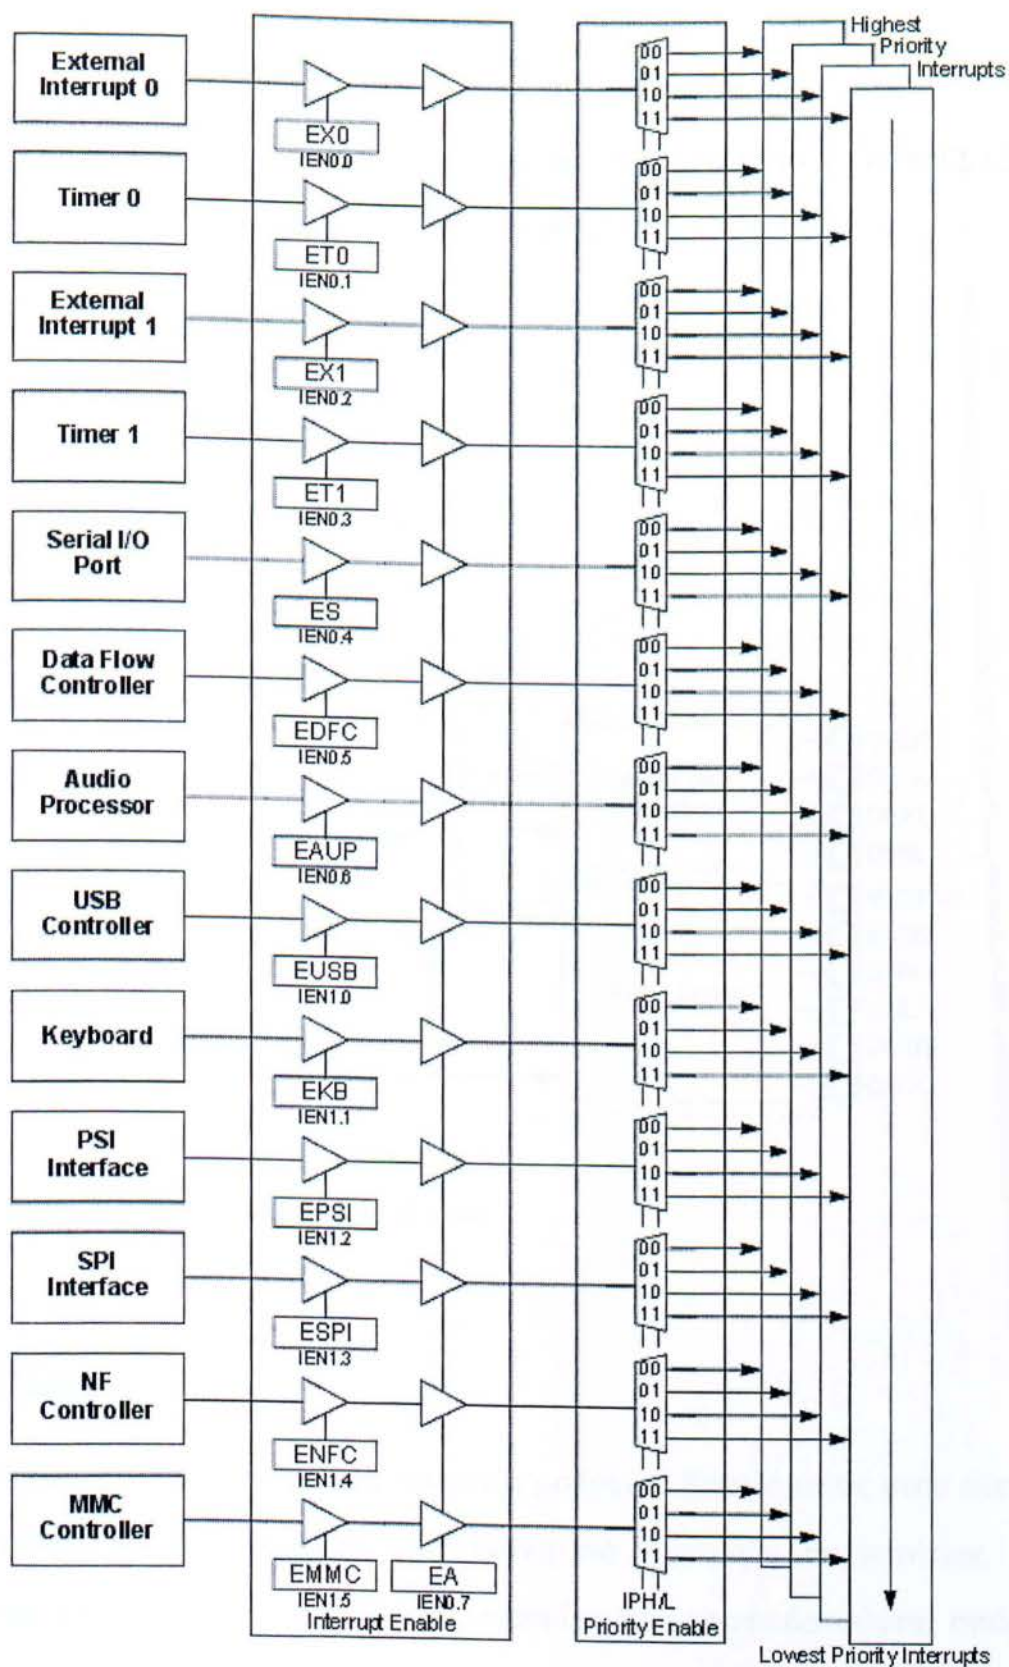 Highest
Priority
Interrupts
External
Interrupt 0
EX0
IEN0.0
00
01
10
11
Timer 0
ET0
IEN0.1
00
01
10
11
External
Interrupt 1
EX1
IEN0.2
00
01
10
11
Timer 1
ET1
IEN0.3
00
01
10
11
Serial I/O
Port
ES
IEN0.4
00
01
10
11
Data Flow
Controller
EDFC
IEN0.5
00
01
10
11
Audio
Processor
EAUP
IEN0.6
00
01
10
11
USB
Controller
EUSB
IEN1.0
00
01
10
11
Keyboard
EKB
IEN1.1
00
01
10
11
PSI
Interface
EPSI
IEN1.2
00
01
10
11
SPI
Interface
ESPI
IEN1.3
00
01
10
11
NF
Controller
ENFC
IEN1.4
00
01
10
11
MMC
Controller
EMMC
IEN1.5
EA
IEN0.7
00
01
10
11
Interrupt Enable
IPH/L
Priority Enable
Lowest Priority Interrupts